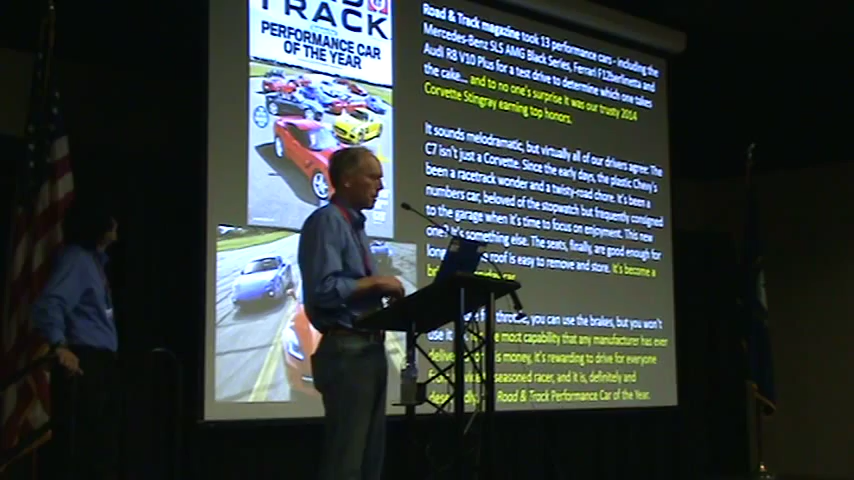 TRACK
PERFORMANCE CAR
OF THE YEAR
Road & Track magazine took 13 performance cars - including the
Mercedes-Benz SLS AMG Black Series, Ferrari F12berlinetta and
Audi R8 V10 Plus for a test drive to determine which one takes
the cake... and to no one's surprise it was our trusty 2014
Corvette Stingray earning top honors.
It sounds melodramatic, but virtually all of our drivers agree: The
C7 isn't just a Corvette. Since the early days, the plastic Chevy's
been a racetrack wonder and a twisty-road chore. It's been a
numbers car, beloved of the stopwatch but frequently consigned
to the garage when it's time to focus on enjoyment. This new
one? It's something else. The seats, finally, are good enough for
long roof is easy to remove and store. It's become a
car.
throttle, you can use the brakes, but you won't
use it most capability that any manufacturer has ever
money, it's rewarding to drive for everyone
seasoned racer, and it is, definitely and
Road & Track Performance Car of the Year.